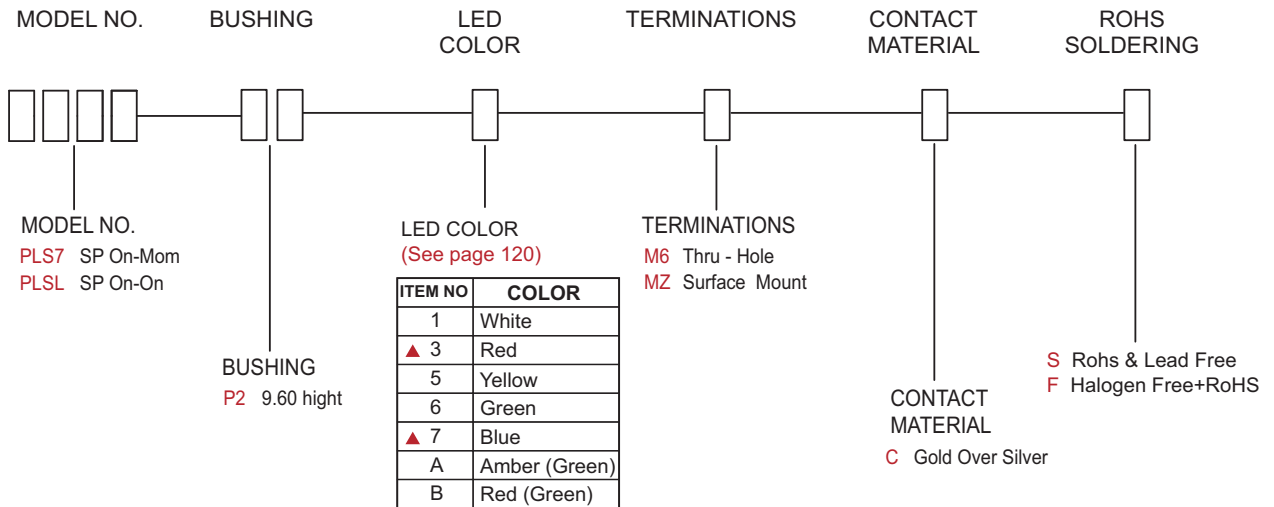 MODEL NO.
BUSHING
LED
COLOR
TERMINATIONS
CONTACT
MATERIAL
ROHS
SOLDERING
MODEL NO.
PLS7 SP On-Mom
PLSL SP On-On
BUSHING
P2 9.60 hight
LED COLOR
(See page 120)
ITEM NO COLOR
1 White
▲ 3 Red
5 Yellow
6 Green
▲ 7 Blue
A Amber (Green)
B Red (Green)
TERMINATIONS
M6 Thru - Hole
MZ Surface Mount
CONTACT
MATERIAL
C Gold Over Silver
S Rohs & Lead Free
F Halogen Free+RoHS